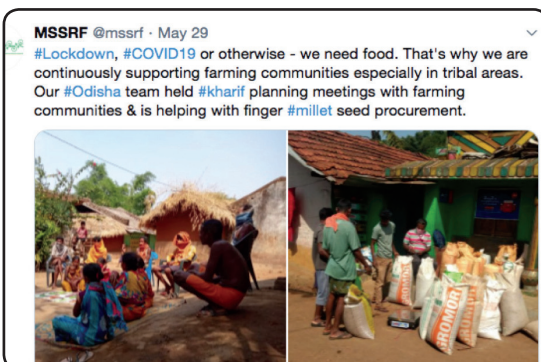 MSSRF @mssrf · May 29
#Lockdown, #COVID19 or otherwise - we need food. That's why we are
continuously supporting farming communities especially in tribal areas.
Our #Odisha team held #kharif planning meetings with farming
communities & is helping with finger #millet seed procurement.
GROMOR